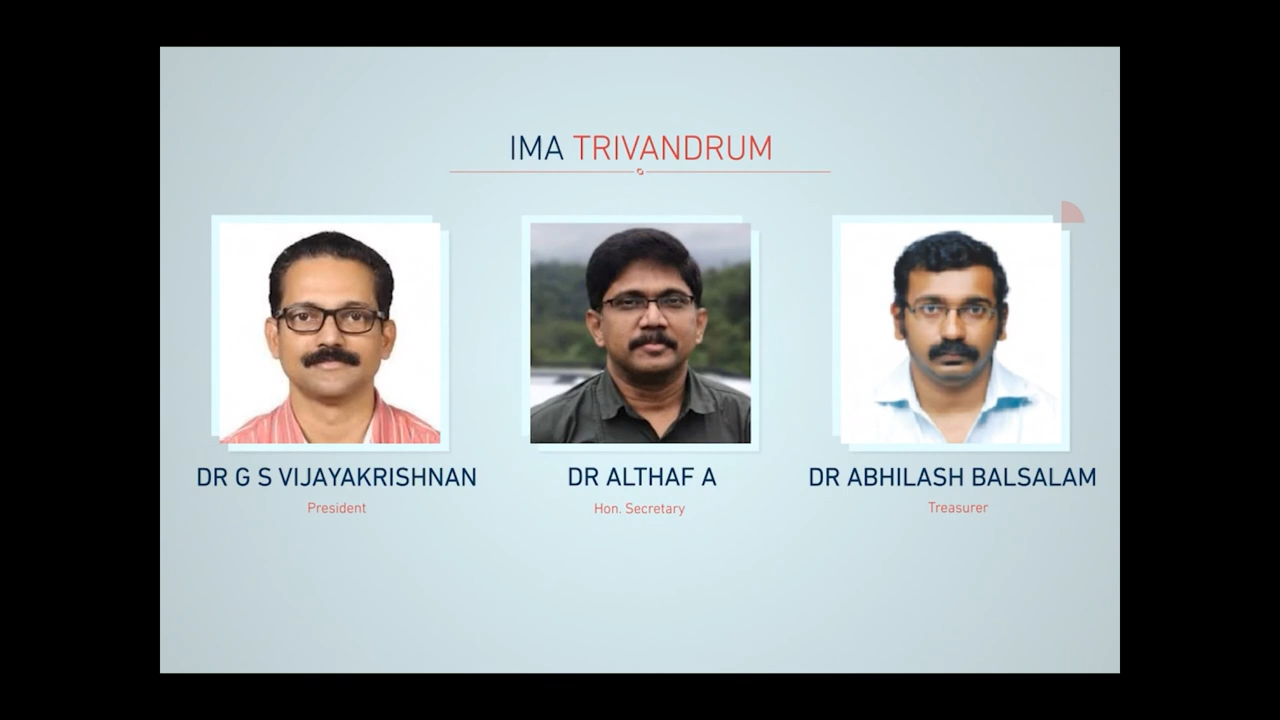 IMA TRIVANDRUM
DR G S VIJAYAKRISHNAN
President
DR ALTHAF A
Hon. Secretary
DR ABHILASH BALSALAM
Treasurer